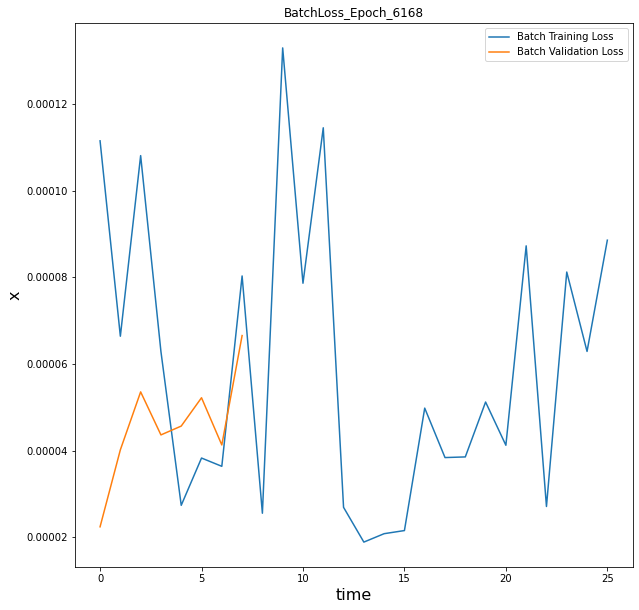 BatchLoss_Epoch_6168
Batch Training Loss
Batch Validation Loss
x
0.00012
0.00010
0.00008
0.00006
0.00004
0.00002
0 5 10 15 20 25
time